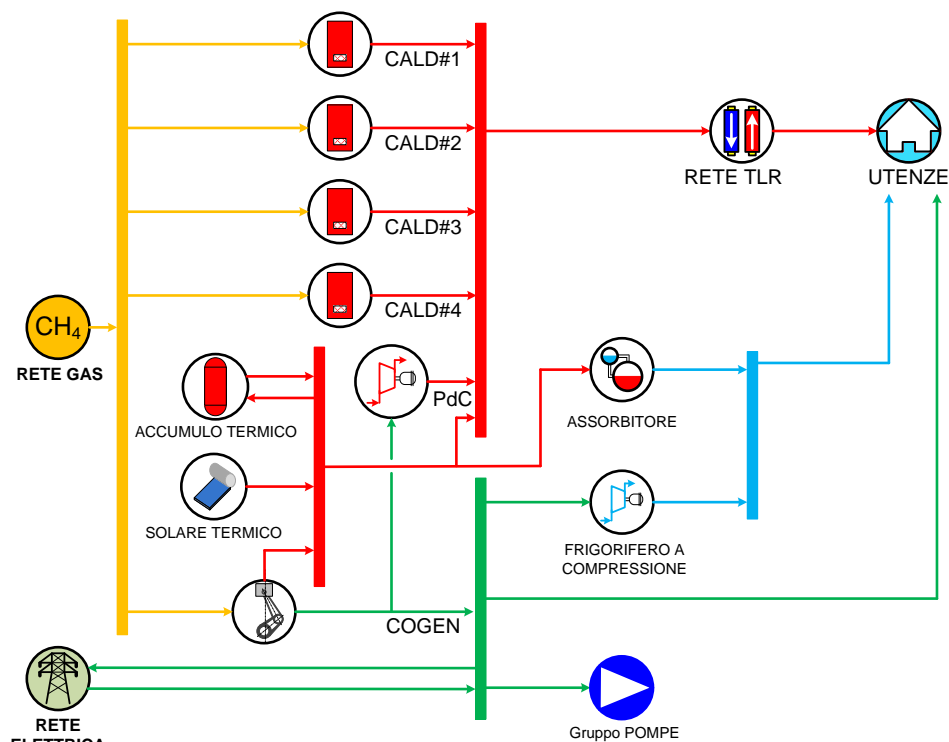 CALD#1
CALD#2
RETE TLR
UTENZE
CALD#3
CALD#4
CH₄
RETE GAS
PdC
ACCUMULO TERMICO
ASSORBITORE
SOLARE TERMICO
FRIGORIFERO A
COMPRESSIONE
COGEN
RETE
ELETTRICA
Gruppo POMPE